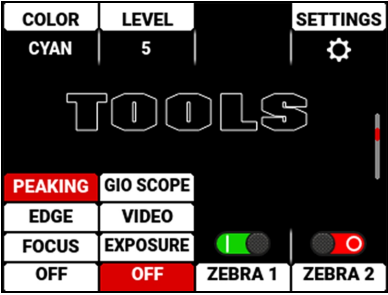 COLOR LEVEL SETTINGS
CYAN 5
TOOLS
PEAKING GIO SCOPE
EDGE VIDEO
FOCUS EXPOSURE
OFF OFF ZEBRA 1 ZEBRA 2